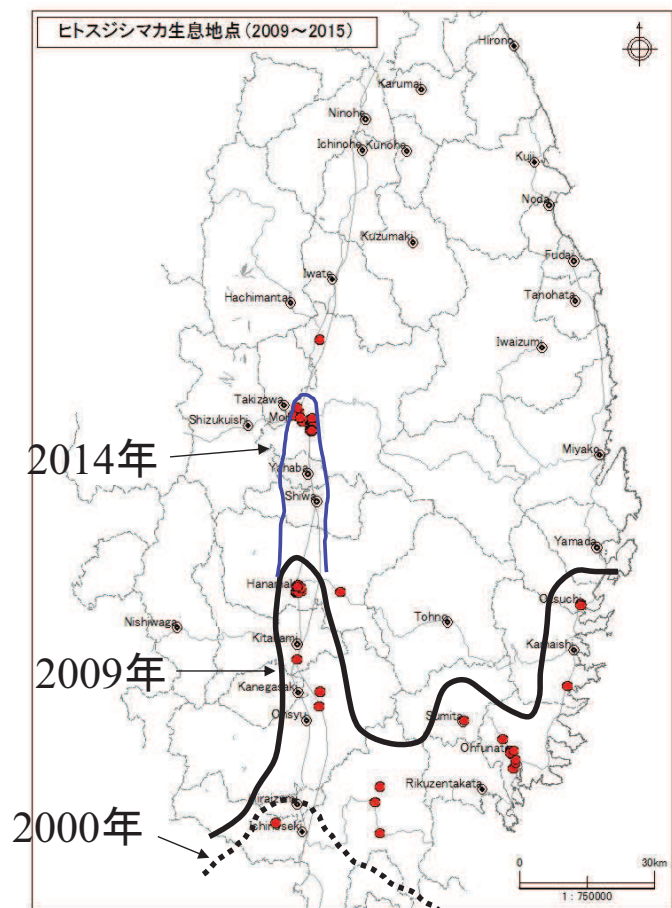 ヒトスジシマカ生息地点(2009～2015)
Hirono
Karumai
Ninohe
Ichinohe
Kunohe
Kuji
Noda
Kuzumaki
Fudai
Iwate
Hachimantai
Tanohata
Iwaizumi
Takizawa
Shizukuishi
2014年
Miyako
Yahaba
Shiwa
Yamada
Hanamaki
Nishiwaga
Tohno
Kitakami
Kamaishi
2009年
Kanegasaki
Ohsyu
Sumita
Ohfunato
Rikuzentakata
Hiraizumi
2000年
Ichinoseki
0
30km
1 : 750000